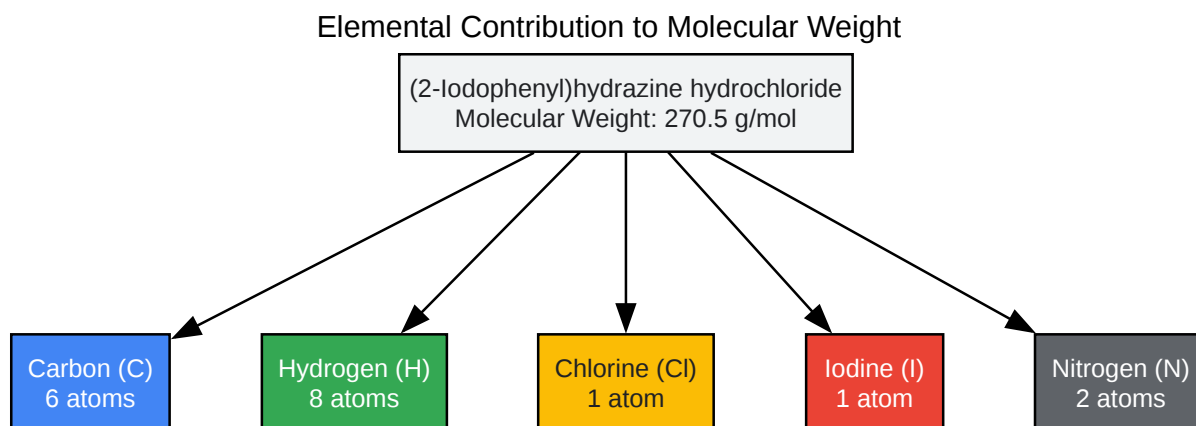 Elemental Contribution to Molecular Weight
(2-Iodophenyl)hydrazine hydrochloride
Molecular Weight: 270.5 g/mol
Carbon (C)
6 atoms
Hydrogen (H)
8 atoms
Chlorine (Cl)
1 atom
Iodine (I)
1 atom
Nitrogen (N)
2 atoms